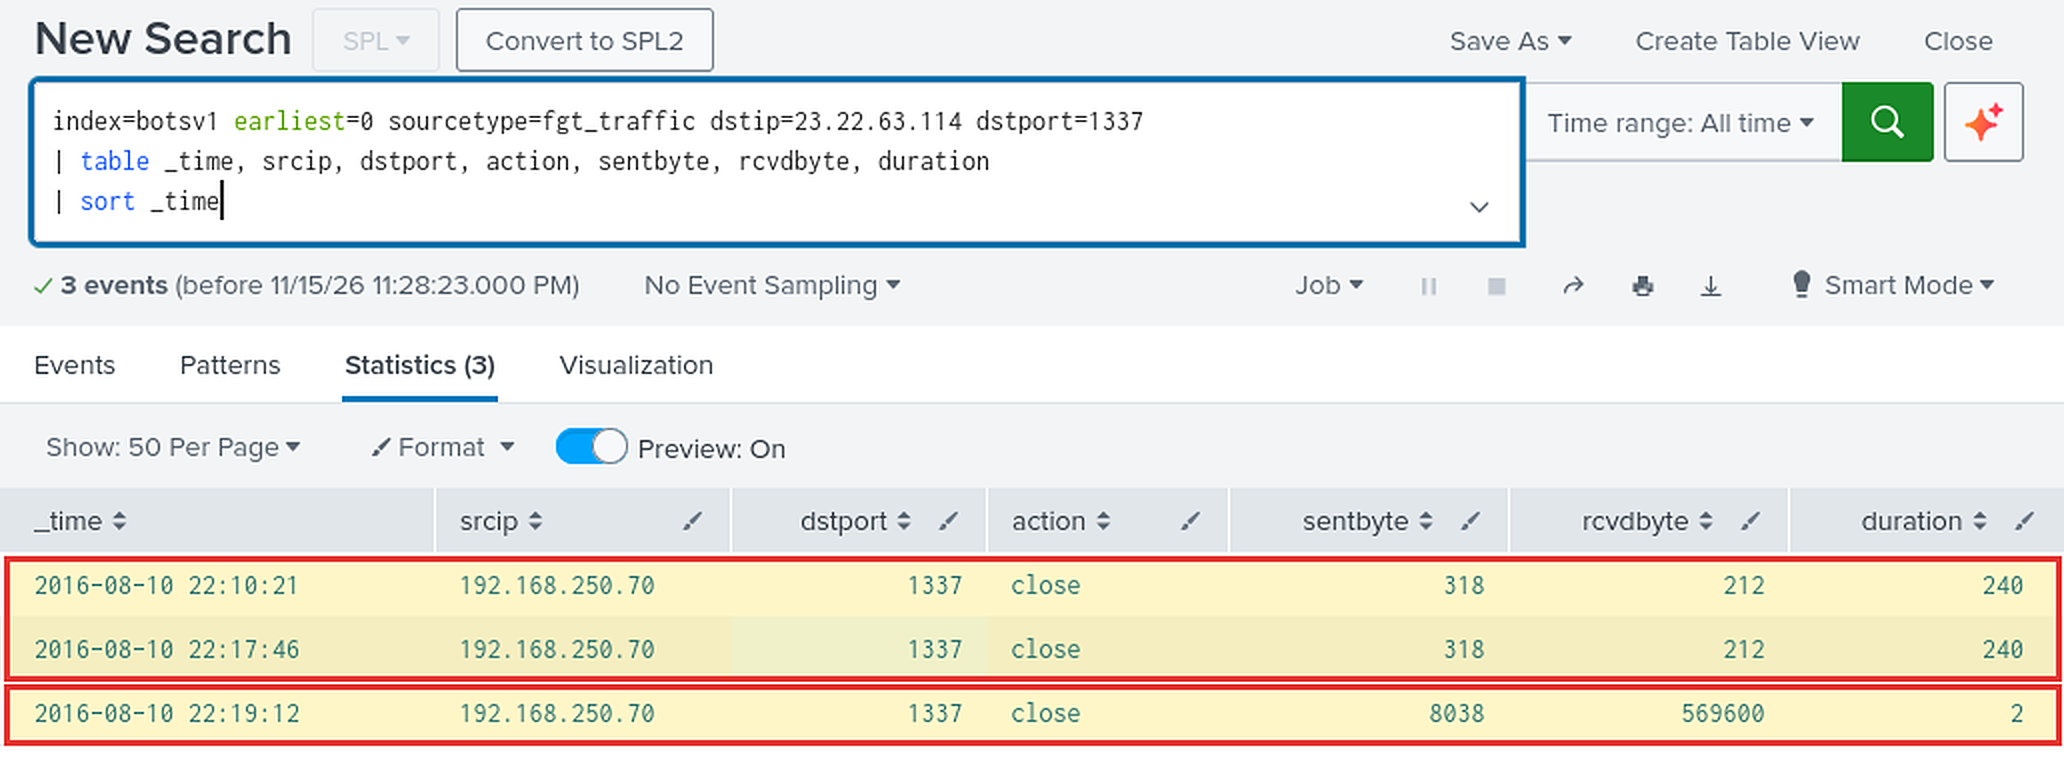 New Search SPL Convert to SPL2 Save As Create Table View Close
index=botsv1 earliest=0 sourcetype=fgt_traffic dstip=23.22.63.114 dstport=1337
| table _time, srcip, dstport, action, sentbyte, rcvdbyte, duration
| sort _time
Time range: All time
3 events (before 11/15/26 11:28:23.000 PM) No Event Sampling Job Smart Mode
Events Patterns Statistics (3) Visualization
Show: 50 Per Page Format Preview: On
_time srcip dstport action sentbyte rcvdbyte duration
2016-08-10 22:10:21 192.168.250.70 1337 close 318 212 240
2016-08-10 22:17:46 192.168.250.70 1337 close 318 212 240
2016-08-10 22:19:12 192.168.250.70 1337 close 8038 569600 2